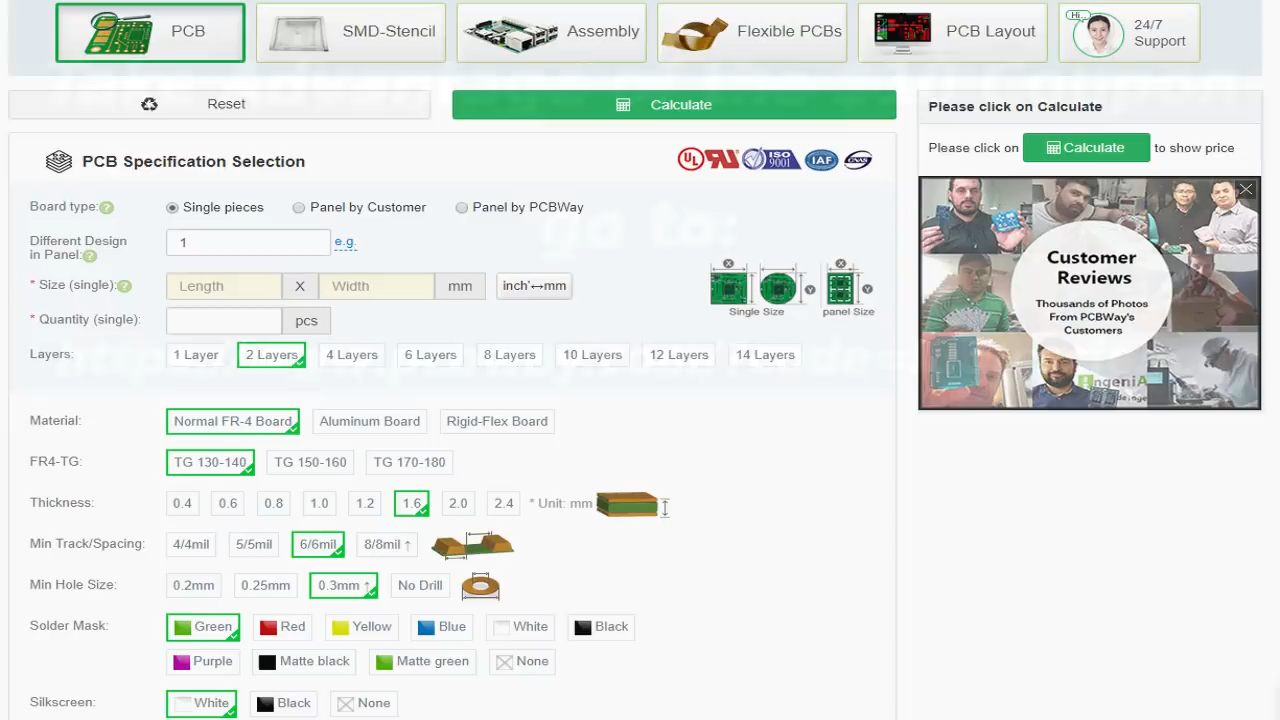 PCB SMD-Stencil Assembly Flexible PCBs PCB Layout Hi... 24/7 Support
Reset Calculate
Please click on Calculate
Please click on Calculate to show price
PCB Specification Selection UL ISO 9001 IAF CNAS
Board type: Single pieces Panel by Customer Panel by PCBWay
go to:
Different Design in Panel: 1 e.g.
* Size (single): Length X Width mm inch'↔mm
X Y X Y
Single Size panel Size
* Quantity (single): pcs
Layers: 1 Layer 2 Layers 4 Layers 6 Layers 8 Layers 10 Layers 12 Layers 14 Layers
Customer
Reviews
Thousands of Photos
From PCBWay's
Customers
Material: Normal FR-4 Board Aluminum Board Rigid-Flex Board
FR4-TG: TG 130-140 TG 150-160 TG 170-180
Thickness: 0.4 0.6 0.8 1.0 1.2 1.6 2.0 2.4 * Unit: mm
Min Track/Spacing: 4/4mil 5/5mil 6/6mil 8/8mil ↑
Min Hole Size: 0.2mm 0.25mm 0.3mm ↑ No Drill
Solder Mask: Green Red Yellow Blue White Black
Purple Matte black Matte green None
Silkscreen: White Black None